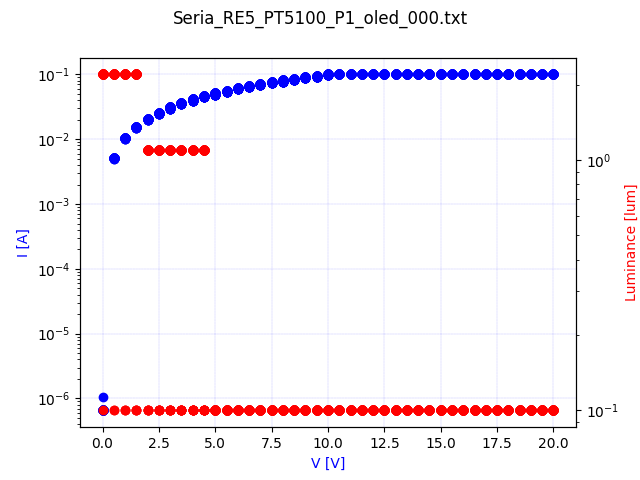 Seria_RE5_PT5100_P1_oled_000.txt
10⁻¹
10⁻²
10⁻³
10⁻⁴
10⁻⁵
10⁻⁶
I [A]
10⁰
10⁻¹
Luminance [lum]
0.0 2.5 5.0 7.5 10.0 12.5 15.0 17.5 20.0
V [V]